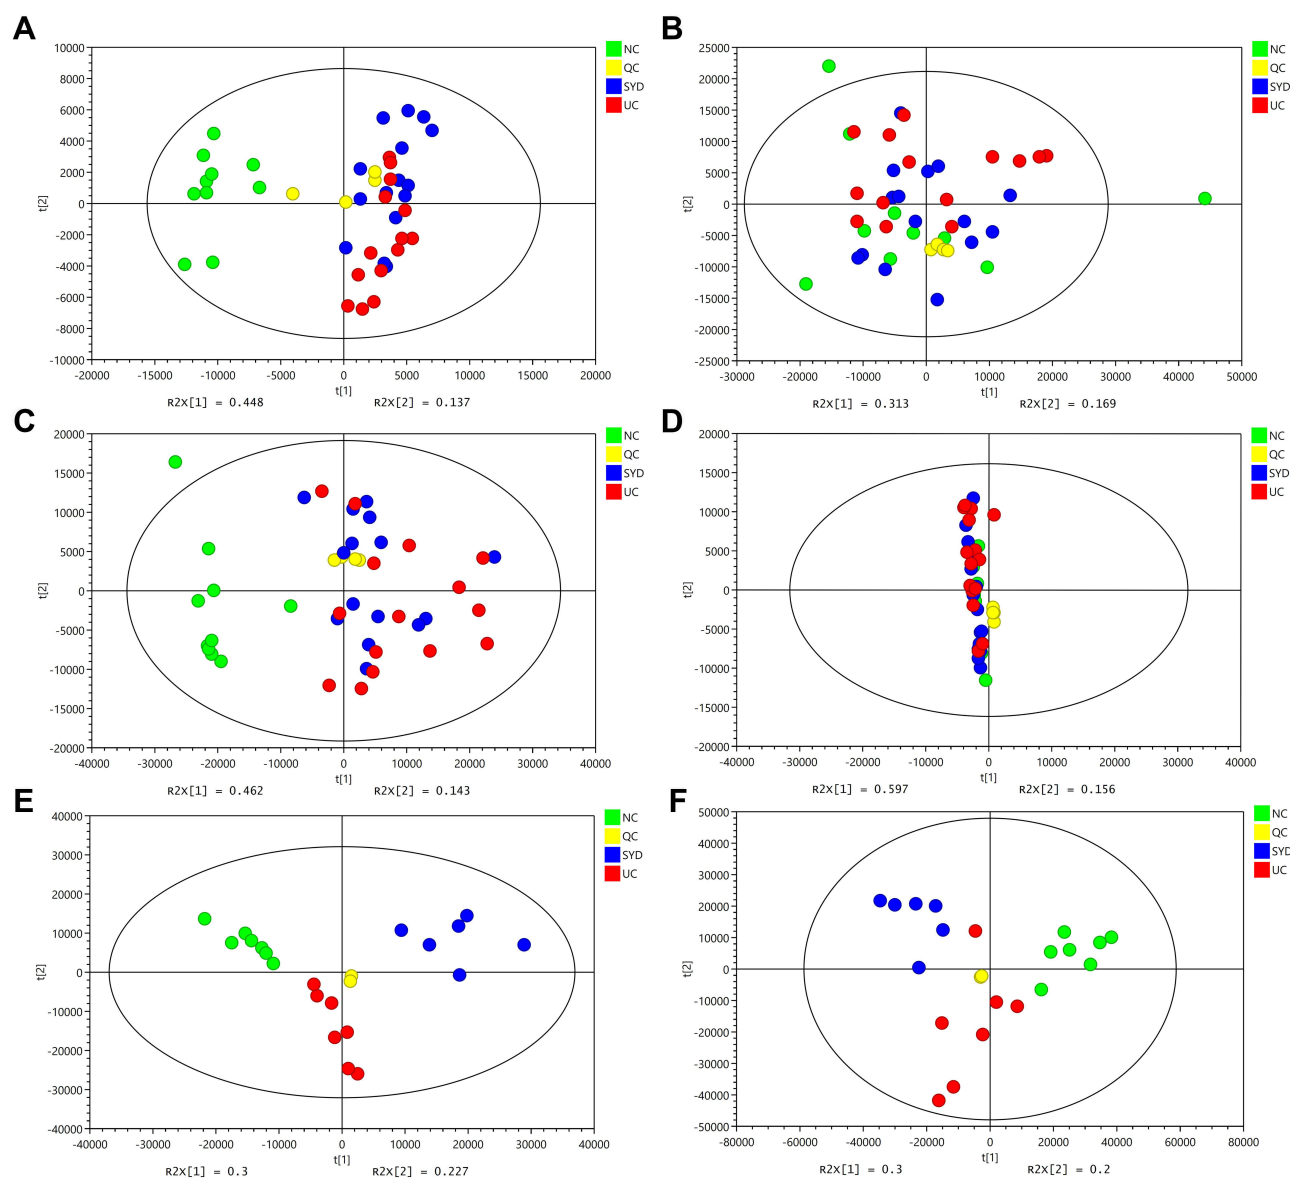 A
10000
8000
6000
4000
2000
0
-2000
-4000
-6000
-8000
-10000
t[2]
-20000 -15000 -10000 -5000 0 5000 10000 15000 20000
t[1]
R2X[1] = 0.448 R2X[2] = 0.137
NC
QC
SYD
UC
B
25000
20000
15000
10000
5000
0
-5000
-10000
-15000
-20000
-25000
t[2]
-30000 -20000 -10000 0 10000 20000 30000 40000 50000
t[1]
R2X[1] = 0.313 R2X[2] = 0.169
NC
QC
SYD
UC
C
20000
15000
10000
5000
0
-5000
-10000
-15000
-20000
t[2]
-40000 -30000 -20000 -10000 0 10000 20000 30000 40000
t[1]
R2X[1] = 0.462 R2X[2] = 0.143
NC
QC
SYD
UC
D
20000
15000
10000
5000
0
-5000
-10000
-15000
-20000
t[2]
-40000 -30000 -20000 -10000 0 10000 20000 30000 40000
t[1]
R2X[1] = 0.597 R2X[2] = 0.156
NC
QC
SYD
UC
E
40000
30000
20000
10000
0
-10000
-20000
-30000
-40000
t[2]
-40000 -30000 -20000 -10000 0 10000 20000 30000 40000
t[1]
R2X[1] = 0.3 R2X[2] = 0.227
NC
QC
SYD
UC
F
50000
40000
30000
20000
10000
0
-10000
-20000
-30000
-40000
-50000
t[2]
-80000 -60000 -40000 -20000 0 20000 40000 60000 80000
t[1]
R2X[1] = 0.3 R2X[2] = 0.2
NC
QC
SYD
UC